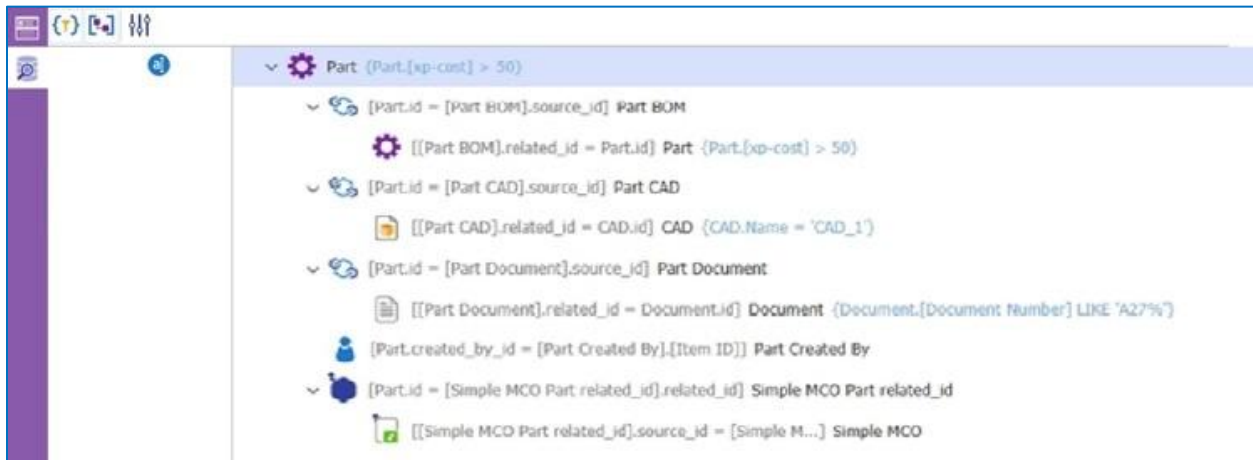 {T}
Part {Part.[xp-cost] > 50}
[Part.id = [Part BOM].source_id] Part BOM
[[Part BOM].related_id = Part.id] Part {Part.[xp-cost] > 50}
[Part.id = [Part CAD].source_id] Part CAD
[[Part CAD].related_id = CAD.id] CAD {CAD.Name = 'CAD_1'}
[Part.id = [Part Document].source_id] Part Document
[[Part Document].related_id = Document.id] Document {Document.[Document Number] LIKE 'A27%'}
[Part.created_by_id = [Part Created By].[Item ID]] Part Created By
[Part.id = [Simple MCO Part related_id].related_id] Simple MCO Part related_id
[[Simple MCO Part related_id].source_id = [Simple M...] Simple MCO